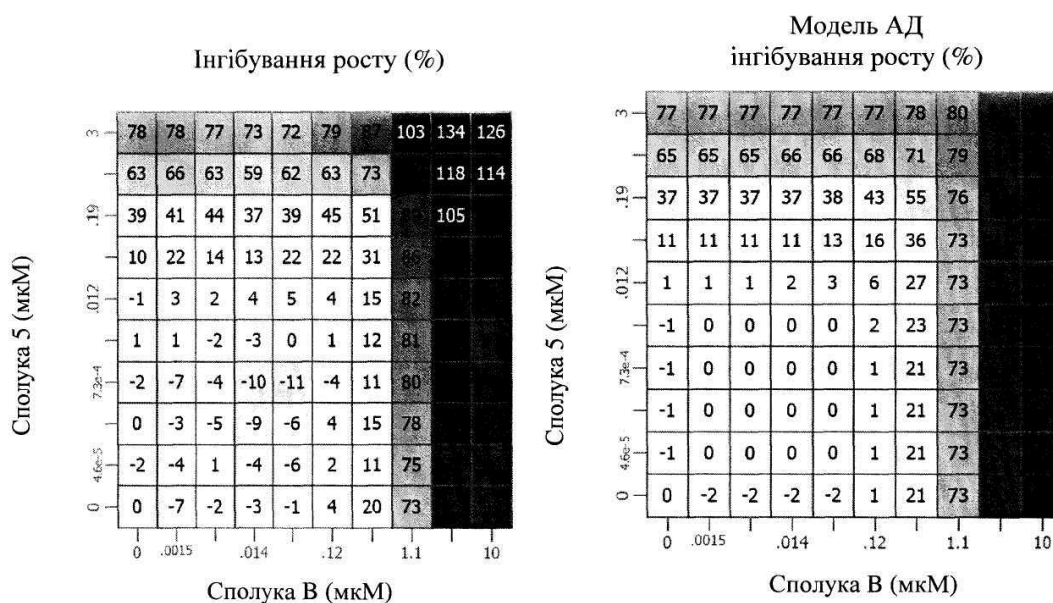 Інгібування росту (%)
3 78 78 77 73 72 79 87 103 134 126
63 66 63 59 62 63 73 118 114
.19 39 41 44 37 39 45 51 105
10 22 14 13 22 22 31
.012 -1 3 2 4 5 4 15 82
1 1 -2 -3 0 1 12 81
7.3e-4 -2 -7 -4 -10 -11 -4 11 80
0 -3 -5 -9 -6 4 15 78
4.6e-5 -2 -4 1 -4 -6 2 11 75
0 0 -7 -2 -3 -1 4 20 73
0 .0015 .014 .12 1.1 10
Сполука 5 (мкМ)
Сполука В (мкМ)
Модель АД
інгібування росту (%)
3 77 77 77 77 77 77 78 80
65 65 65 66 66 68 71 79
.19 37 37 37 37 38 43 55 76
11 11 11 11 13 16 36 73
.012 1 1 1 2 3 6 27 73
-1 0 0 0 0 2 23 73
7.3e-4 -1 0 0 0 0 1 21 73
-1 0 0 0 0 1 21 73
4.6e-5 -1 0 0 0 0 1 21 73
0 0 -2 -2 -2 -2 1 21 73
0 .0015 .014 .12 1.1 10
Сполука 5 (мкМ)
Сполука В (мкМ)